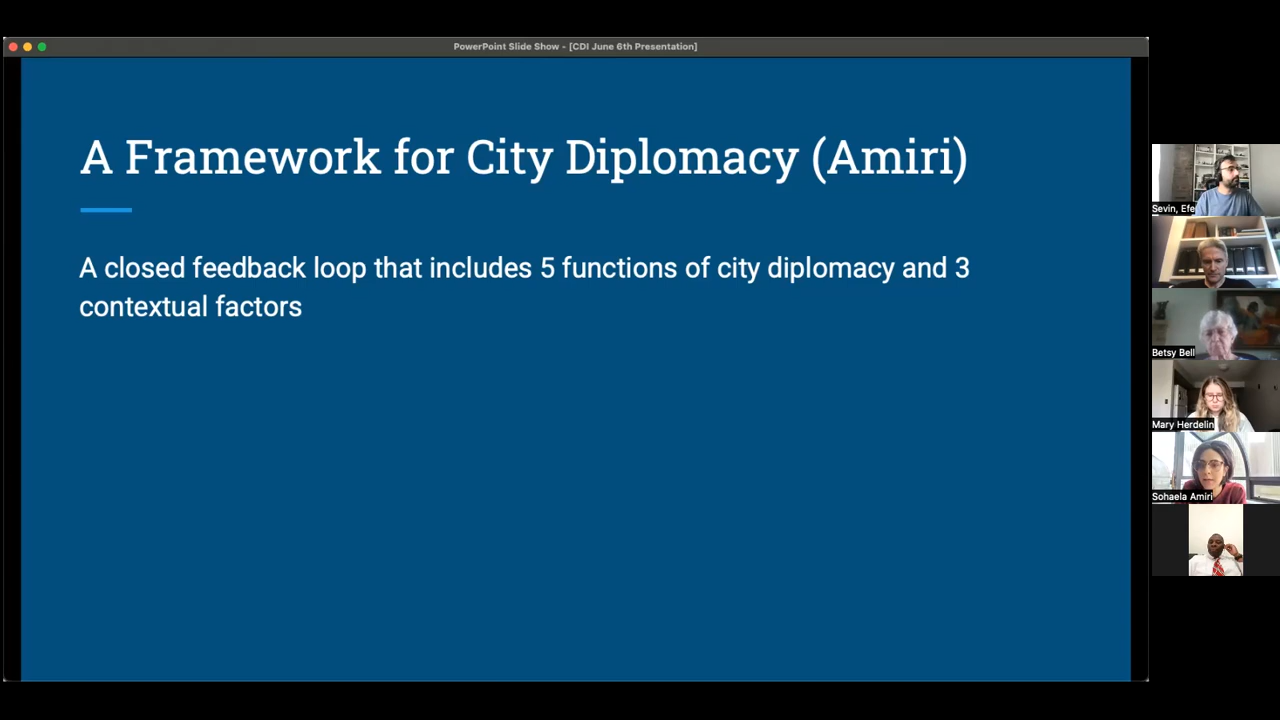 PowerPoint Slide Show - [CDI June 6th Presentation]
A Framework for City Diplomacy (Amiri)
A closed feedback loop that includes 5 functions of city diplomacy and 3
contextual factors
Sevin, Efe
Betsy Bell
Mary Herdelin
Sohaela Amiri